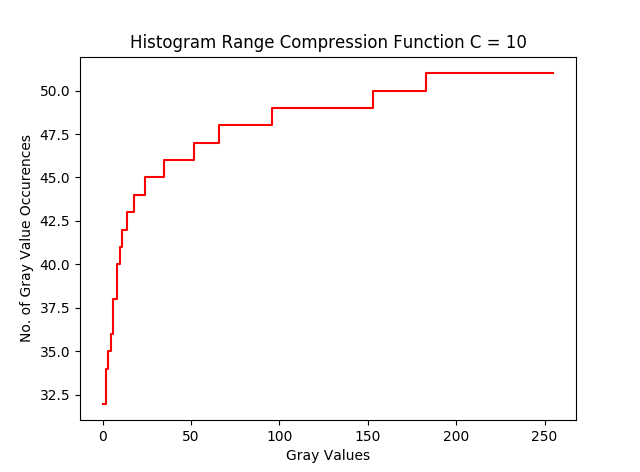 Histogram Range Compression Function C = 10
No. of Gray Value Occurences
50.0
47.5
45.0
42.5
40.0
37.5
35.0
32.5
0 50 100 150 200 250
Gray Values